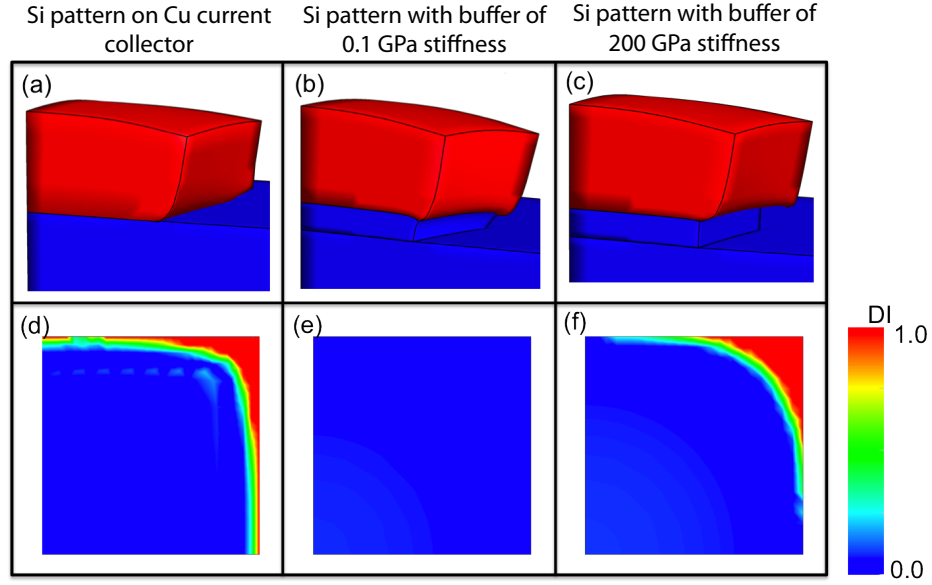 Si pattern on Cu current
collector
Si pattern with buffer of
0.1 GPa stiffness
Si pattern with buffer of
200 GPa stiffness
(a)
(b)
(c)
(d)
(e)
(f)
DI
1.0
0.0